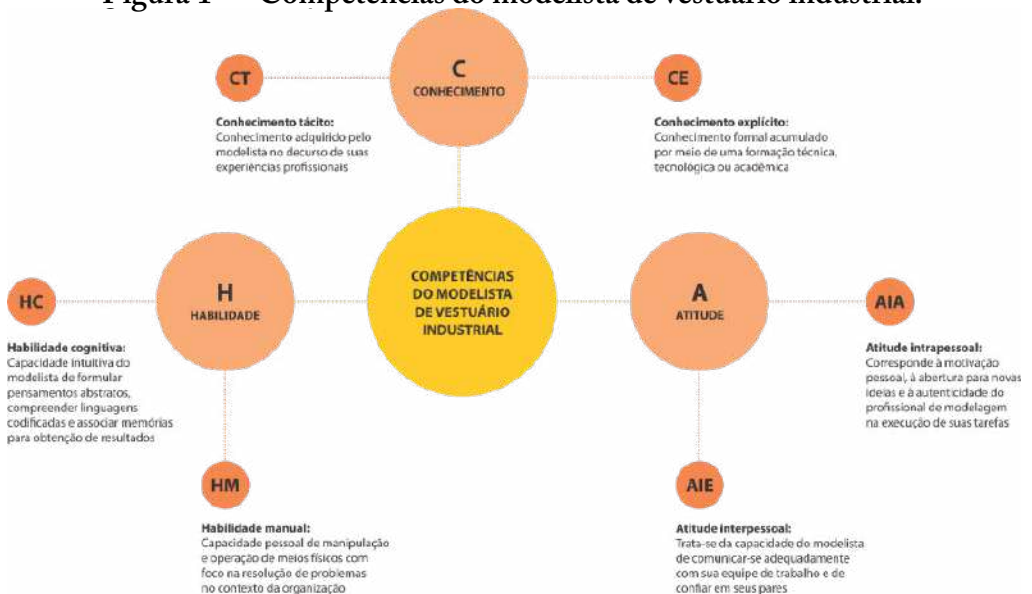 Figura 1 — Competências do modelista de vestuário industrial.
C
CONHECIMENTO
CT
Conhecimento tácito:
Conhecimento adquirido pelo
modelista no decurso de suas
experiências profissionais
CE
Conhecimento explícito:
Conhecimento formal acumulado
por meio de uma formação técnica,
tecnológica ou acadêmica
COMPETÊNCIAS
DO MODELISTA
DE VESTUÁRIO
INDUSTRIAL
H
HABILIDADE
HC
Habilidade cognitiva:
Capacidade intuitiva do
modelista de formular
pensamentos abstratos,
compreender linguagens
codificadas e associar memórias
para obtenção de resultados
HM
Habilidade manual:
Capacidade pessoal de manipulação
e operação de meios físicos com
foco na resolução de problemas
no contexto da organização
A
ATITUDE
AIA
Atitude intrapessoal:
Corresponde à motivação
pessoal, à abertura para novas
ideias e à autenticidade do
profissional de modelagem
na execução de suas tarefas
AIE
Atitude interpessoal:
Trata-se da capacidade do modelista
de comunicar-se adequadamente
com sua equipe de trabalho e de
confiar em seus pares